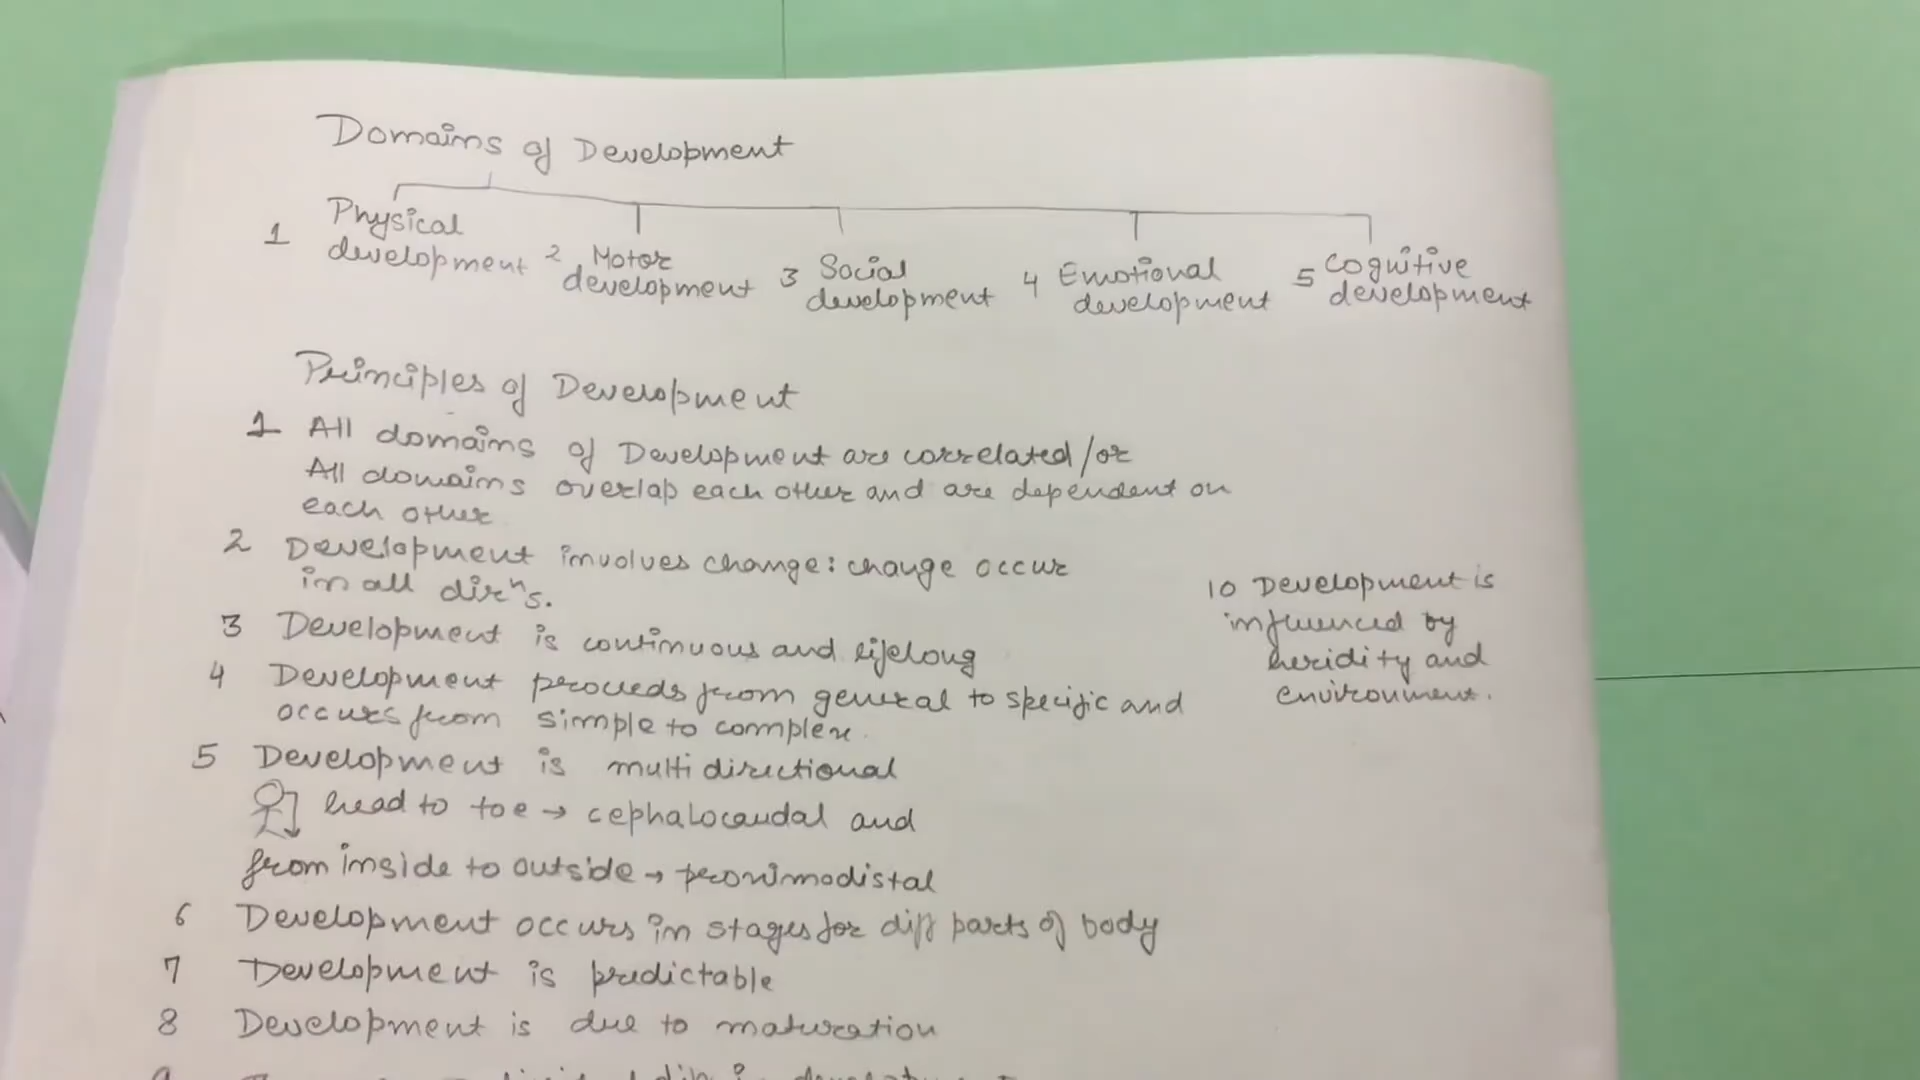 Domains of Development
1 Physical development
2 Motor development
3 Social development
4 Emotional development
5 Cognitive development
Principles of Development
1 All domains of Development are correlated/or
All domains overlap each other and are dependent on
each other
2 Development involves change: change occur
in all dirⁿs.
3 Development is continuous and lifelong
4 Development proceeds from general to specific and
occurs from simple to complex.
5 Development is multidirectional
head to toe → cephalocaudal and
from inside to outside → proximodistal
6 Development occurs in stages for diff parts of body
7 Development is predictable
8 Development is due to maturation
9
10 Development is
influenced by
heridity and
environment.